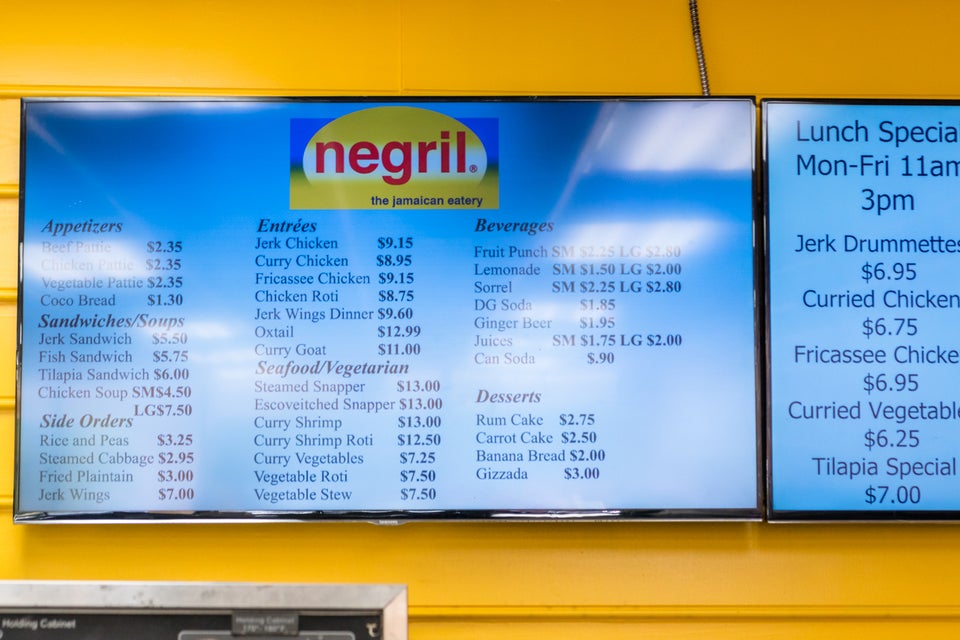 negril®
the jamaican eatery
Appetizers
Beef Pattie $2.35
Chicken Pattie $2.35
Vegetable Pattie $2.35
Coco Bread $1.30
Sandwiches/Soups
Jerk Sandwich $5.50
Fish Sandwich $5.75
Tilapia Sandwich $6.00
Chicken Soup SM$4.50
LG$7.50
Side Orders
Rice and Peas $3.25
Steamed Cabbage $2.95
Fried Plaintain $3.00
Jerk Wings $7.00
Entrées
Jerk Chicken $9.15
Curry Chicken $8.95
Fricassee Chicken $9.15
Chicken Roti $8.75
Jerk Wings Dinner $9.60
Oxtail $12.99
Curry Goat $11.00
Seafood/Vegetarian
Steamed Snapper $13.00
Escoveitched Snapper $13.00
Curry Shrimp $13.00
Curry Shrimp Roti $12.50
Curry Vegetables $7.25
Vegetable Roti $7.50
Vegetable Stew $7.50
Beverages
Fruit Punch SM $2.25 LG $2.80
Lemonade SM $1.50 LG $2.00
Sorrel SM $2.25 LG $2.80
DG Soda $1.85
Ginger Beer $1.95
Juices SM $1.75 LG $2.00
Can Soda $.90
Desserts
Rum Cake $2.75
Carrot Cake $2.50
Banana Bread $2.00
Gizzada $3.00
Lunch Specia
Mon-Fri 11am
3pm
Jerk Drummettes
$6.95
Curried Chicken
$6.75
Fricassee Chicke
$6.95
Curried Vegetable
$6.25
Tilapia Special
$7.00
Holding Cabinet
Holding Cabinet